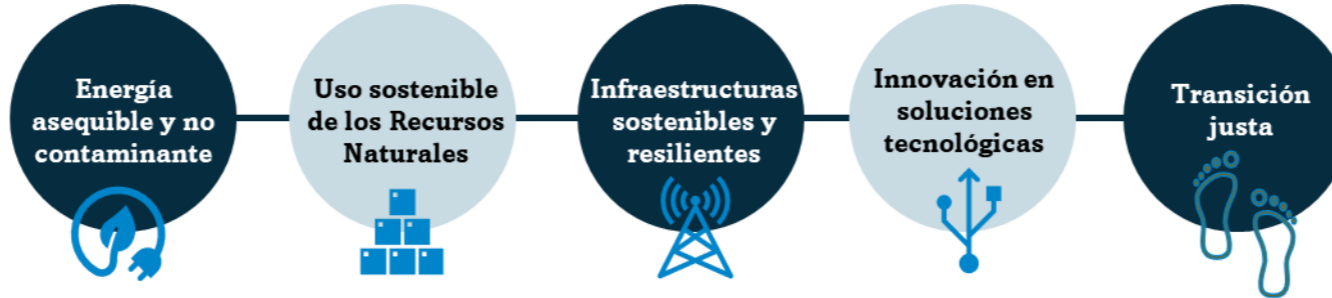 Energía
asequible y no
contaminante
Uso sostenible
de los Recursos
Naturales
Infraestructuras
sostenibles y
resilientes
Innovación en
soluciones
tecnológicas
Transición
justa